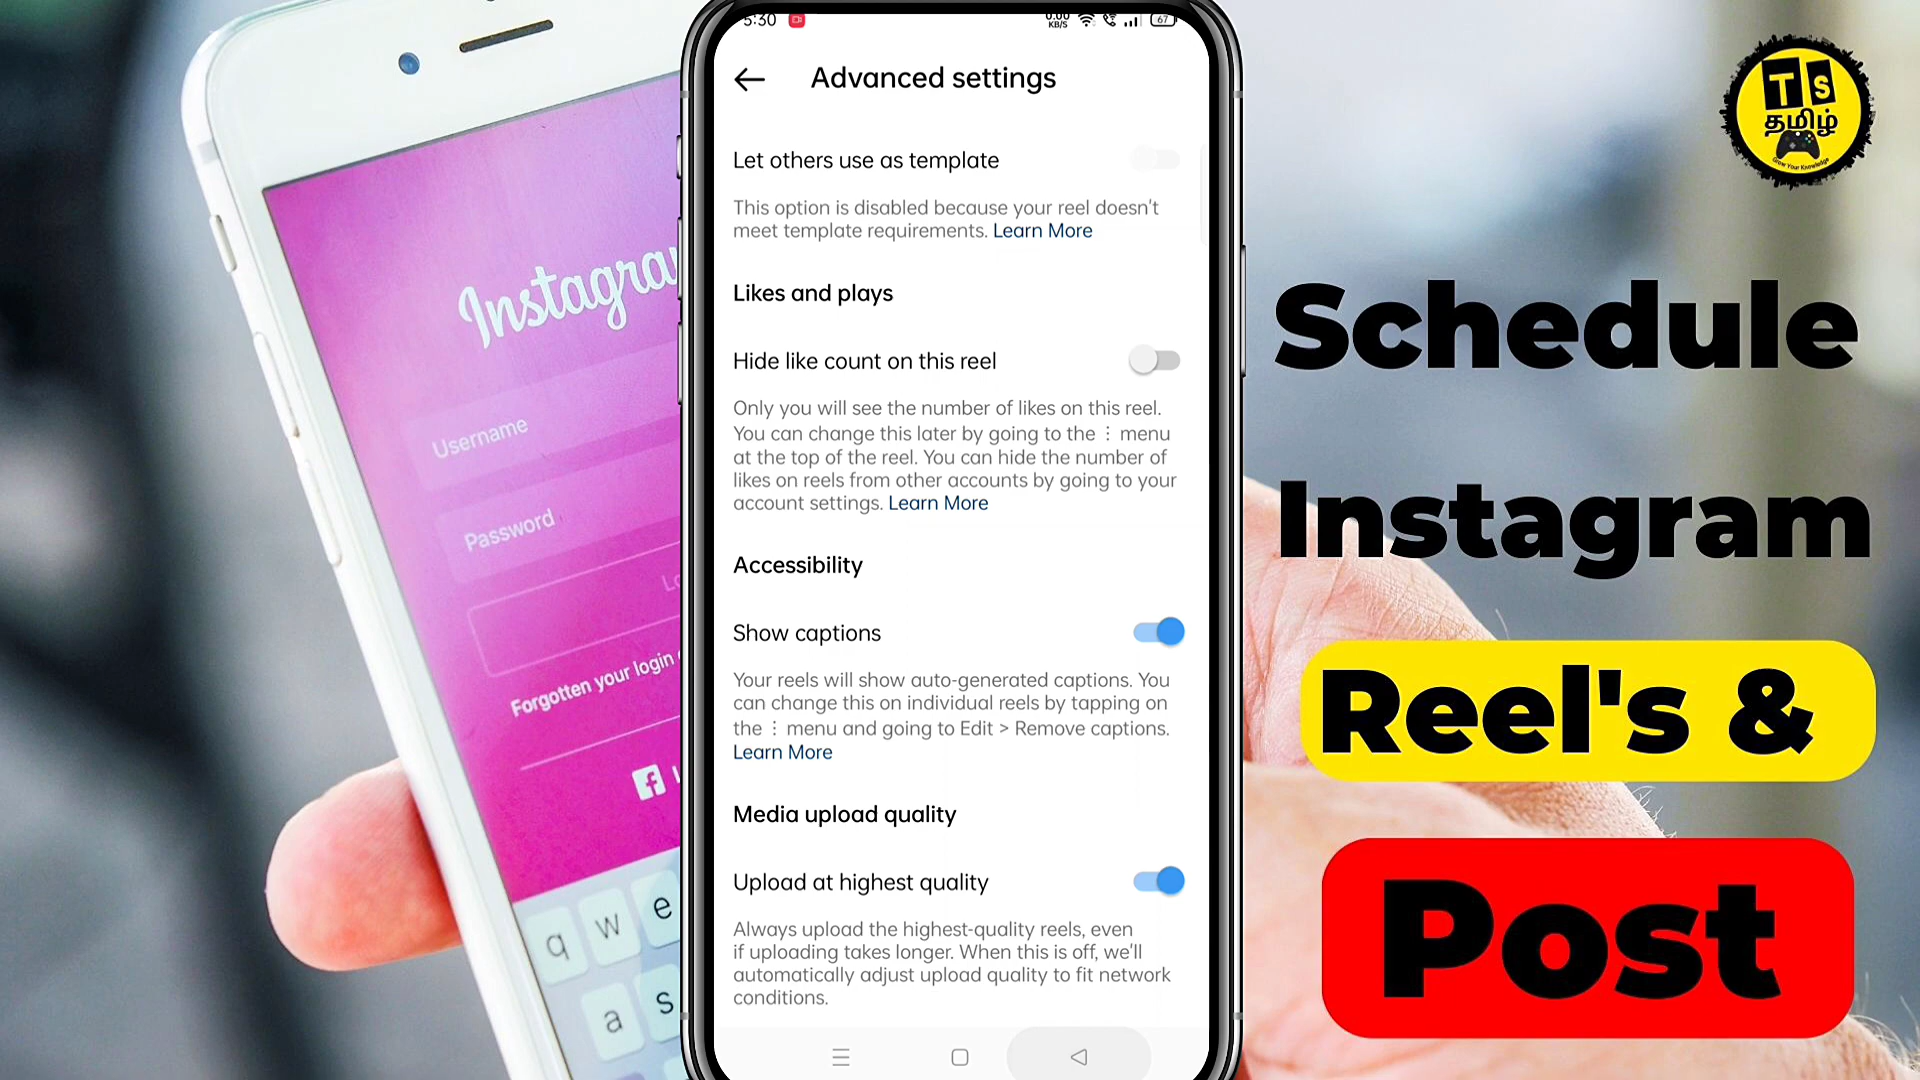 5:30
0.00
KB/S
67
Advanced settings
Let others use as template
This option is disabled because your reel doesn't
meet template requirements. Learn More
Likes and plays
Hide like count on this reel
Only you will see the number of likes on this reel.
You can change this later by going to the ⋮ menu
at the top of the reel. You can hide the number of
likes on reels from other accounts by going to your
account settings. Learn More
Accessibility
Show captions
Your reels will show auto-generated captions. You
can change this on individual reels by tapping on
the ⋮ menu and going to Edit > Remove captions.
Learn More
Media upload quality
Upload at highest quality
Always upload the highest-quality reels, even
if uploading takes longer. When this is off, we'll
automatically adjust upload quality to fit network
conditions.
Username
Password
Forgotten your login
q w e
a s
TS
தமிழ்
Grow Your Knowledge
Schedule
Instagram
Reel's &
Post